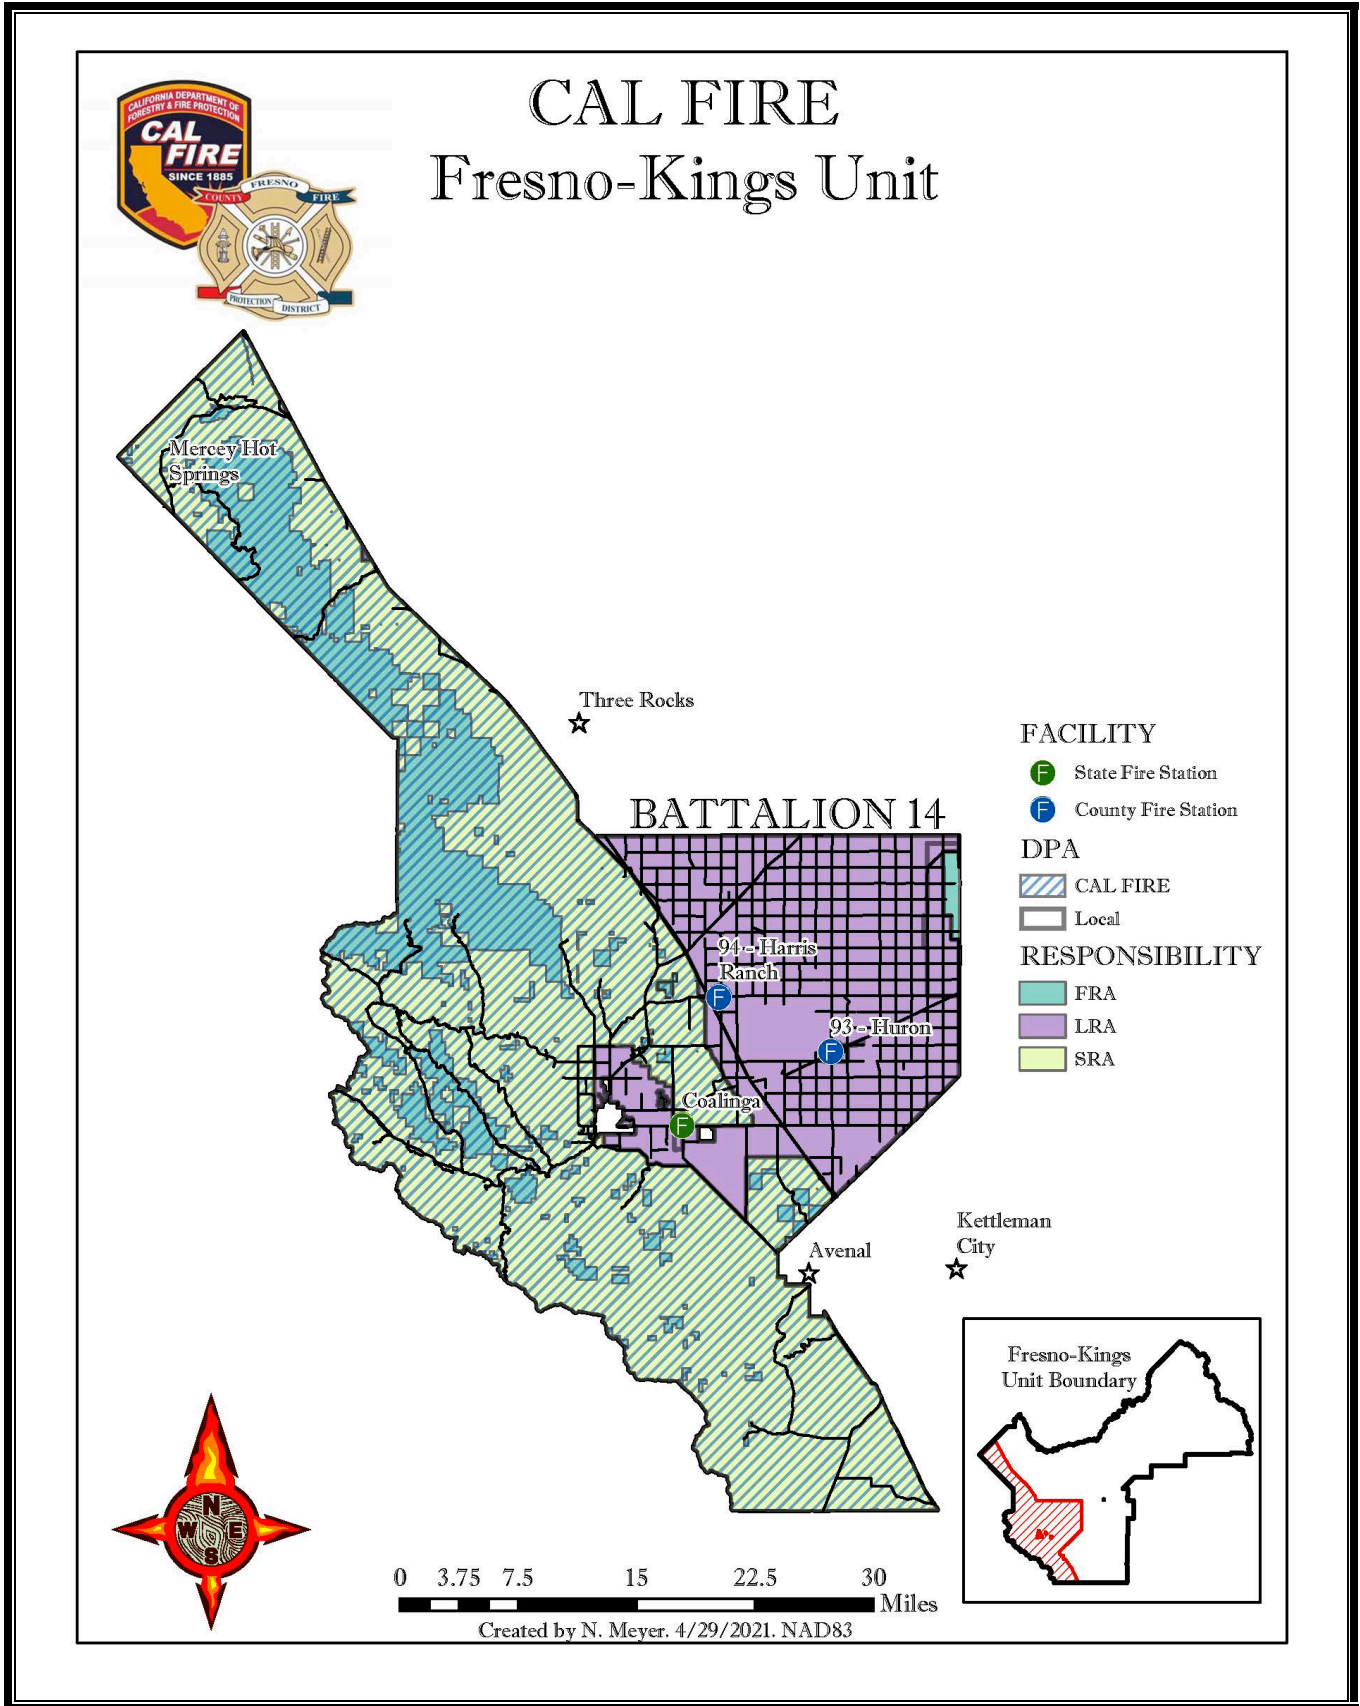 CAL FIRE
Fresno-Kings Unit
CALIFORNIA DEPARTMENT OF
FORESTRY & FIRE PROTECTION
CAL
FIRE
SINCE 1885
FRESNO
COUNTY
FIRE
PROTECTION
DISTRICT
Mercey Hot
Springs
Three Rocks
BATTALION 14
94 - Harris
Ranch
93 - Huron
Coalinga
Avenal
Kettleman
City
F
F
F
FACILITY
F State Fire Station
F County Fire Station
DPA
CAL FIRE
Local
RESPONSIBILITY
FRA
LRA
SRA
Fresno-Kings
Unit Boundary
N
W E
S
0 3.75 7.5 15 22.5 30
Miles
Created by N. Meyer. 4/29/2021. NAD83